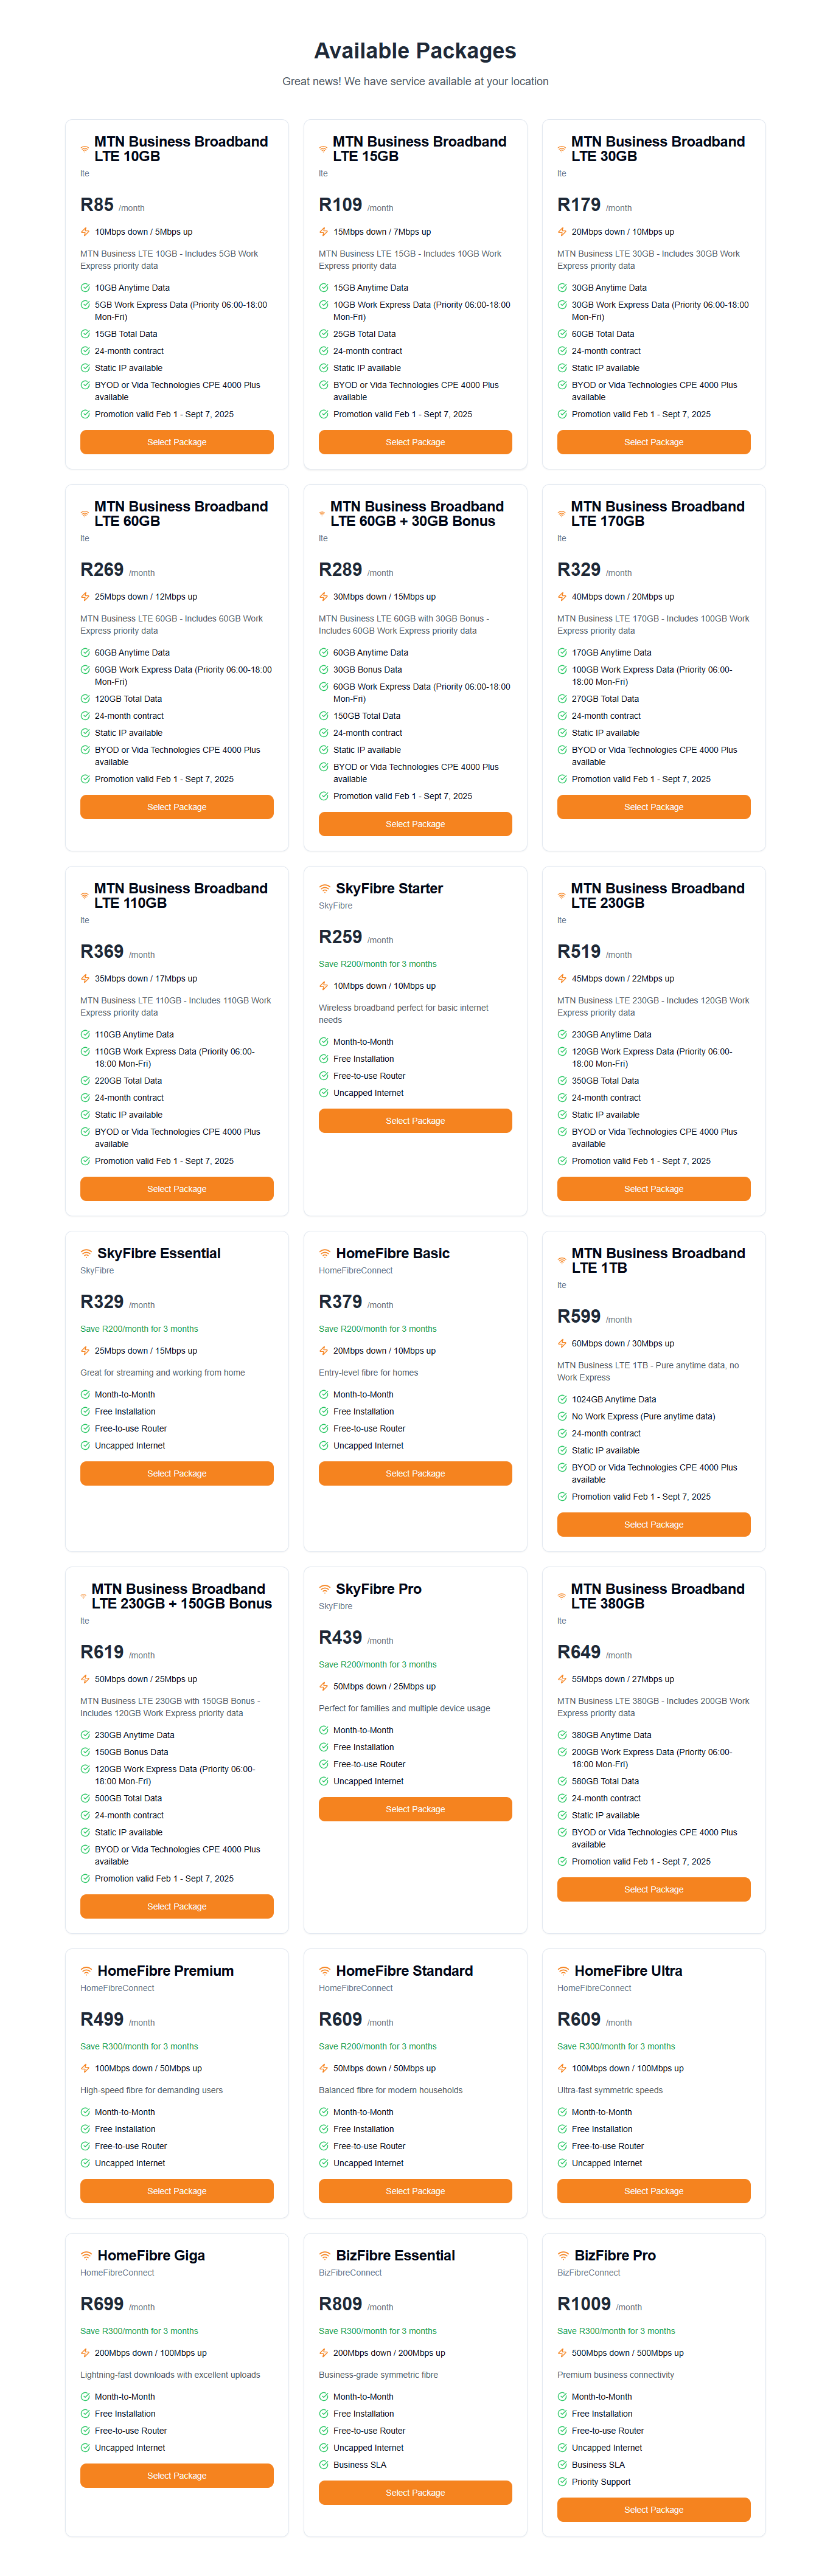 Available Packages
Great news! We have service available at your location
MTN Business Broadband
LTE 10GB
lte
R85 /month
10Mbps down / 5Mbps up
MTN Business LTE 10GB - Includes 5GB Work
Express priority data
10GB Anytime Data
5GB Work Express Data (Priority 06:00-18:00
Mon-Fri)
15GB Total Data
24-month contract
Static IP available
BYOD or Vida Technologies CPE 4000 Plus
available
Promotion valid Feb 1 - Sept 7, 2025
Select Package
MTN Business Broadband
LTE 15GB
lte
R109 /month
15Mbps down / 7Mbps up
MTN Business LTE 15GB - Includes 10GB Work
Express priority data
15GB Anytime Data
10GB Work Express Data (Priority 06:00-18:00
Mon-Fri)
25GB Total Data
24-month contract
Static IP available
BYOD or Vida Technologies CPE 4000 Plus
available
Promotion valid Feb 1 - Sept 7, 2025
Select Package
MTN Business Broadband
LTE 30GB
lte
R179 /month
20Mbps down / 10Mbps up
MTN Business LTE 30GB - Includes 30GB Work
Express priority data
30GB Anytime Data
30GB Work Express Data (Priority 06:00-18:00
Mon-Fri)
60GB Total Data
24-month contract
Static IP available
BYOD or Vida Technologies CPE 4000 Plus
available
Promotion valid Feb 1 - Sept 7, 2025
Select Package
MTN Business Broadband
LTE 60GB
lte
R269 /month
25Mbps down / 12Mbps up
MTN Business LTE 60GB - Includes 60GB Work
Express priority data
60GB Anytime Data
60GB Work Express Data (Priority 06:00-18:00
Mon-Fri)
120GB Total Data
24-month contract
Static IP available
BYOD or Vida Technologies CPE 4000 Plus
available
Promotion valid Feb 1 - Sept 7, 2025
Select Package
MTN Business Broadband
LTE 60GB + 30GB Bonus
lte
R289 /month
30Mbps down / 15Mbps up
MTN Business LTE 60GB with 30GB Bonus -
Includes 60GB Work Express priority data
60GB Anytime Data
30GB Bonus Data
60GB Work Express Data (Priority 06:00-18:00
Mon-Fri)
150GB Total Data
24-month contract
Static IP available
BYOD or Vida Technologies CPE 4000 Plus
available
Promotion valid Feb 1 - Sept 7, 2025
Select Package
MTN Business Broadband
LTE 170GB
lte
R329 /month
40Mbps down / 20Mbps up
MTN Business LTE 170GB - Includes 100GB Work
Express priority data
170GB Anytime Data
100GB Work Express Data (Priority 06:00-
18:00 Mon-Fri)
270GB Total Data
24-month contract
Static IP available
BYOD or Vida Technologies CPE 4000 Plus
available
Promotion valid Feb 1 - Sept 7, 2025
Select Package
MTN Business Broadband
LTE 110GB
lte
R369 /month
35Mbps down / 17Mbps up
MTN Business LTE 110GB - Includes 110GB Work
Express priority data
110GB Anytime Data
110GB Work Express Data (Priority 06:00-
18:00 Mon-Fri)
220GB Total Data
24-month contract
Static IP available
BYOD or Vida Technologies CPE 4000 Plus
available
Promotion valid Feb 1 - Sept 7, 2025
Select Package
SkyFibre Starter
SkyFibre
R259 /month
Save R200/month for 3 months
10Mbps down / 10Mbps up
Wireless broadband perfect for basic internet
needs
Month-to-Month
Free Installation
Free-to-use Router
Uncapped Internet
Select Package
MTN Business Broadband
LTE 230GB
lte
R519 /month
45Mbps down / 22Mbps up
MTN Business LTE 230GB - Includes 120GB Work
Express priority data
230GB Anytime Data
120GB Work Express Data (Priority 06:00-
18:00 Mon-Fri)
350GB Total Data
24-month contract
Static IP available
BYOD or Vida Technologies CPE 4000 Plus
available
Promotion valid Feb 1 - Sept 7, 2025
Select Package
SkyFibre Essential
SkyFibre
R329 /month
Save R200/month for 3 months
25Mbps down / 15Mbps up
Great for streaming and working from home
Month-to-Month
Free Installation
Free-to-use Router
Uncapped Internet
Select Package
HomeFibre Basic
HomeFibreConnect
R379 /month
Save R200/month for 3 months
20Mbps down / 10Mbps up
Entry-level fibre for homes
Month-to-Month
Free Installation
Free-to-use Router
Uncapped Internet
Select Package
MTN Business Broadband
LTE 1TB
lte
R599 /month
60Mbps down / 30Mbps up
MTN Business LTE 1TB - Pure anytime data, no
Work Express
1024GB Anytime Data
No Work Express (Pure anytime data)
24-month contract
Static IP available
BYOD or Vida Technologies CPE 4000 Plus
available
Promotion valid Feb 1 - Sept 7, 2025
Select Package
MTN Business Broadband
LTE 230GB + 150GB Bonus
lte
R619 /month
50Mbps down / 25Mbps up
MTN Business LTE 230GB with 150GB Bonus -
Includes 120GB Work Express priority data
230GB Anytime Data
150GB Bonus Data
120GB Work Express Data (Priority 06:00-
18:00 Mon-Fri)
500GB Total Data
24-month contract
Static IP available
BYOD or Vida Technologies CPE 4000 Plus
available
Promotion valid Feb 1 - Sept 7, 2025
Select Package
SkyFibre Pro
SkyFibre
R439 /month
Save R200/month for 3 months
50Mbps down / 25Mbps up
Perfect for families and multiple device usage
Month-to-Month
Free Installation
Free-to-use Router
Uncapped Internet
Select Package
MTN Business Broadband
LTE 380GB
lte
R649 /month
55Mbps down / 27Mbps up
MTN Business LTE 380GB - Includes 200GB Work
Express priority data
380GB Anytime Data
200GB Work Express Data (Priority 06:00-
18:00 Mon-Fri)
580GB Total Data
24-month contract
Static IP available
BYOD or Vida Technologies CPE 4000 Plus
available
Promotion valid Feb 1 - Sept 7, 2025
Select Package
HomeFibre Premium
HomeFibreConnect
R499 /month
Save R300/month for 3 months
100Mbps down / 50Mbps up
High-speed fibre for demanding users
Month-to-Month
Free Installation
Free-to-use Router
Uncapped Internet
Select Package
HomeFibre Standard
HomeFibreConnect
R609 /month
Save R200/month for 3 months
50Mbps down / 50Mbps up
Balanced fibre for modern households
Month-to-Month
Free Installation
Free-to-use Router
Uncapped Internet
Select Package
HomeFibre Ultra
HomeFibreConnect
R609 /month
Save R300/month for 3 months
100Mbps down / 100Mbps up
Ultra-fast symmetric speeds
Month-to-Month
Free Installation
Free-to-use Router
Uncapped Internet
Select Package
HomeFibre Giga
HomeFibreConnect
R699 /month
Save R300/month for 3 months
200Mbps down / 100Mbps up
Lightning-fast downloads with excellent uploads
Month-to-Month
Free Installation
Free-to-use Router
Uncapped Internet
Select Package
BizFibre Essential
BizFibreConnect
R809 /month
Save R300/month for 3 months
200Mbps down / 200Mbps up
Business-grade symmetric fibre
Month-to-Month
Free Installation
Free-to-use Router
Uncapped Internet
Business SLA
Select Package
BizFibre Pro
BizFibreConnect
R1009 /month
Save R300/month for 3 months
500Mbps down / 500Mbps up
Premium business connectivity
Month-to-Month
Free Installation
Free-to-use Router
Uncapped Internet
Business SLA
Priority Support
Select Package